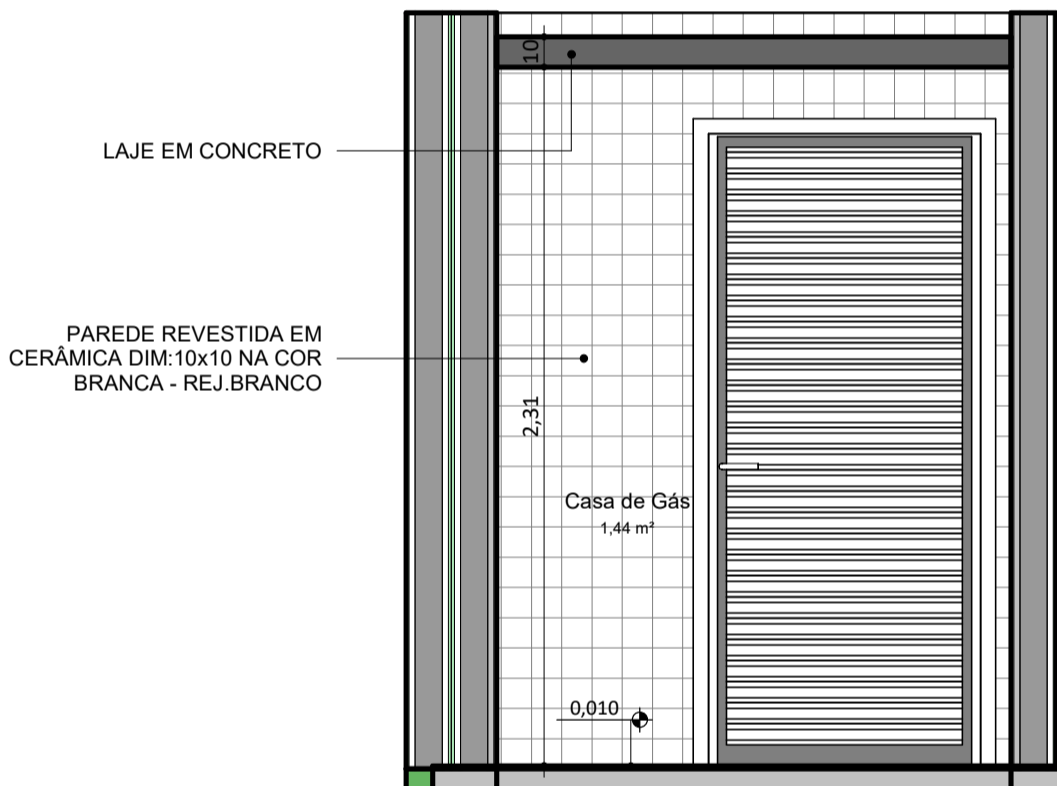 10
LAJE EM CONCRETO
PAREDE REVESTIDA EM
CERÂMICA DIM:10x10 NA COR
BRANCA - REJ.BRANCO
2,31
Casa de Gás
1,44 m²
0,010